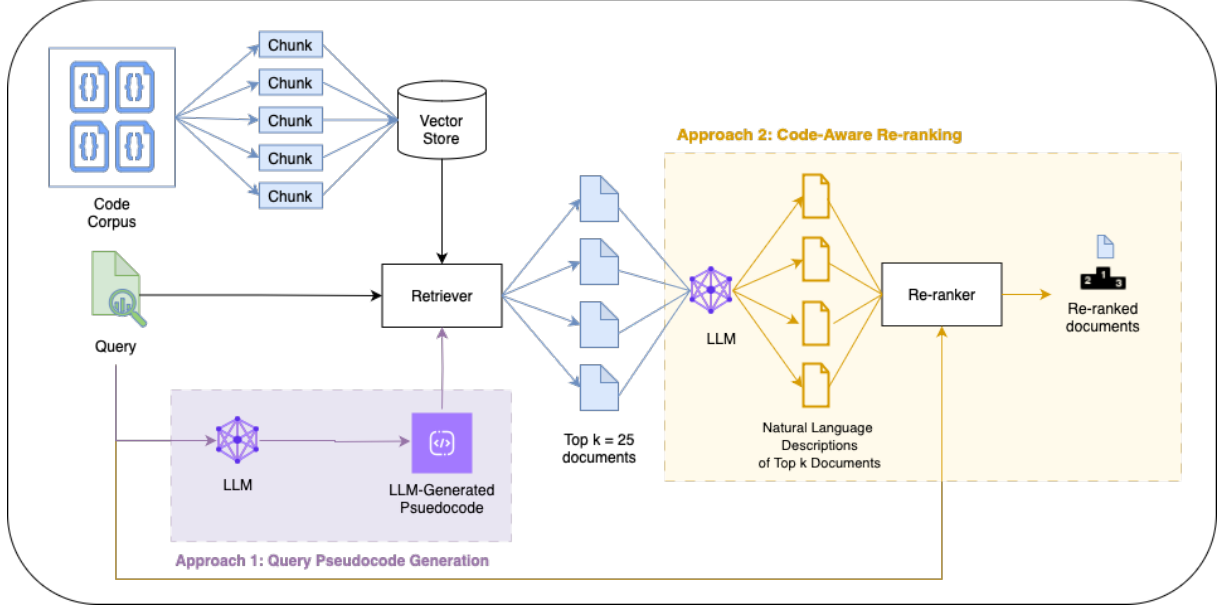 Code
Corpus
Chunk
Chunk
Chunk
Chunk
Chunk
Vector
Store
Query
Retriever
LLM
LLM-Generated
Psuedocode
Approach 1: Query Pseudocode Generation
Top k = 25
documents
Approach 2: Code-Aware Re-ranking
LLM
Natural Language
Descriptions
of Top k Documents
Re-ranker
2 1 3
Re-ranked
documents